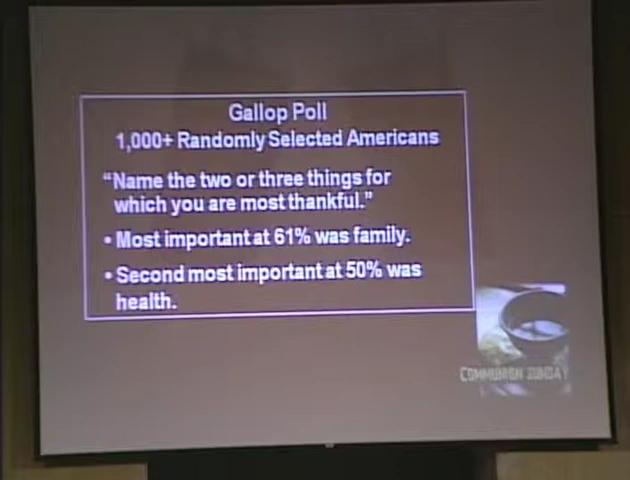 Gallop Poll
1,000+ Randomly Selected Americans
“Name the two or three things for
which you are most thankful.”
• Most important at 61% was family.
• Second most important at 50% was
health.
COMMUNION SUNDAY